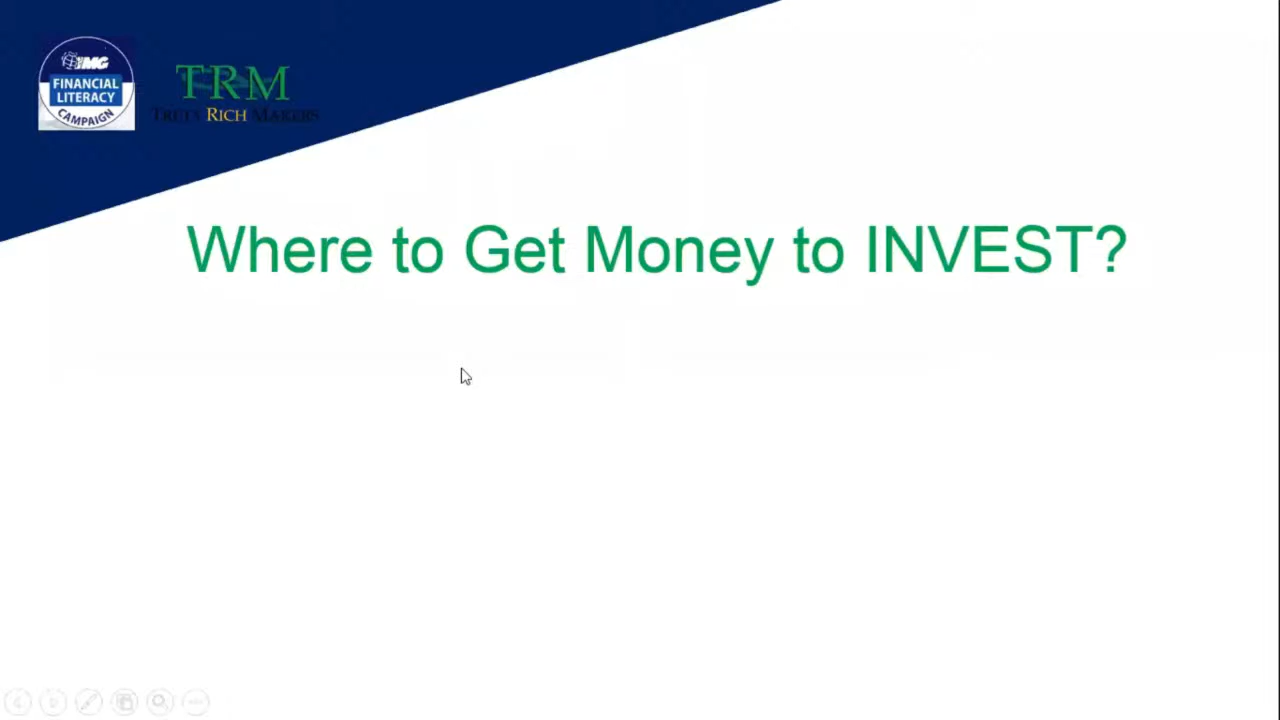 IMG
FINANCIAL
LITERACY
CAMPAIGN
TRM
TRULY RICH MAKERS
Where to Get Money to INVEST?